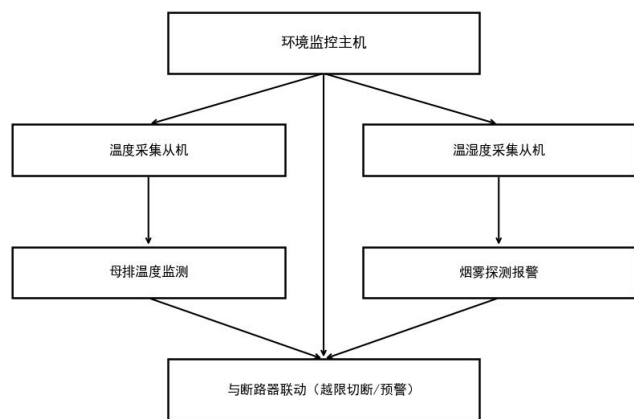 环境监控主机
温度采集从机
温湿度采集从机
母排温度监测
烟雾探测报警
与断路器联动（越限切断/预警）